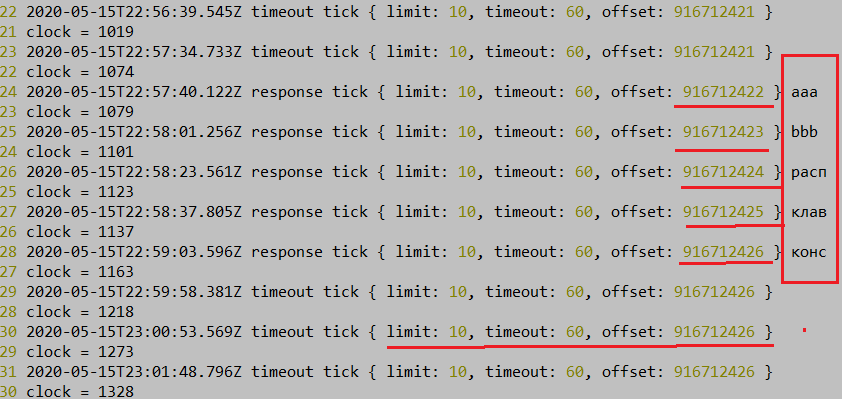 22 2020-05-15T22:56:39.545Z timeout tick { limit: 10, timeout: 60, offset: 916712421 }
21 clock = 1019
23 2020-05-15T22:57:34.733Z timeout tick { limit: 10, timeout: 60, offset: 916712421 }
22 clock = 1074
24 2020-05-15T22:57:40.122Z response tick { limit: 10, timeout: 60, offset: 916712422 } aaa
23 clock = 1079
25 2020-05-15T22:58:01.256Z response tick { limit: 10, timeout: 60, offset: 916712423 } bbb
24 clock = 1101
26 2020-05-15T22:58:23.561Z response tick { limit: 10, timeout: 60, offset: 916712424 } расп
25 clock = 1123
27 2020-05-15T22:58:37.805Z response tick { limit: 10, timeout: 60, offset: 916712425 } клав
26 clock = 1137
28 2020-05-15T22:59:03.596Z response tick { limit: 10, timeout: 60, offset: 916712426 } конс
27 clock = 1163
29 2020-05-15T22:59:58.381Z timeout tick { limit: 10, timeout: 60, offset: 916712426 }
28 clock = 1218
30 2020-05-15T23:00:53.569Z timeout tick { limit: 10, timeout: 60, offset: 916712426 }
29 clock = 1273
31 2020-05-15T23:01:48.796Z timeout tick { limit: 10, timeout: 60, offset: 916712426 }
30 clock = 1328